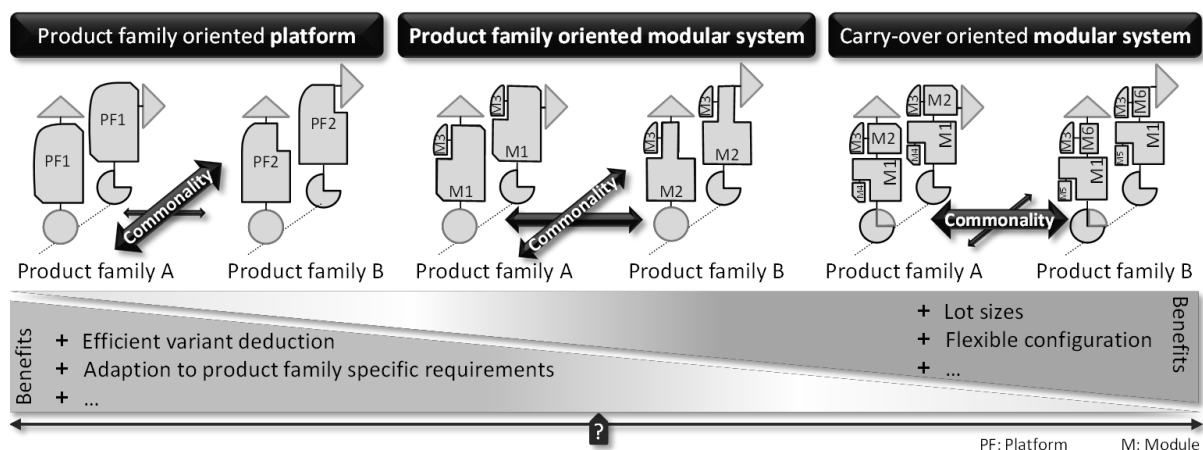 Product family oriented platform
Product family oriented modular system
Carry-over oriented modular system
PF1
PF1
PF2
PF2
Commonality
Product family A
Product family B
M3
M1
M3
M1
M3
M2
M3
M2
Commonality
Product family A
Product family B
M3
M2
M1
M4
M3
M2
M1
M4
M3
M6
M1
M5
M3
M6
M1
M5
Commonality
Product family A
Product family B
Benefits
+ Efficient variant deduction
+ Adaption to product family specific requirements
+ ...
+ Lot sizes
+ Flexible configuration
+ ...
Benefits
?
PF: Platform
M: Module